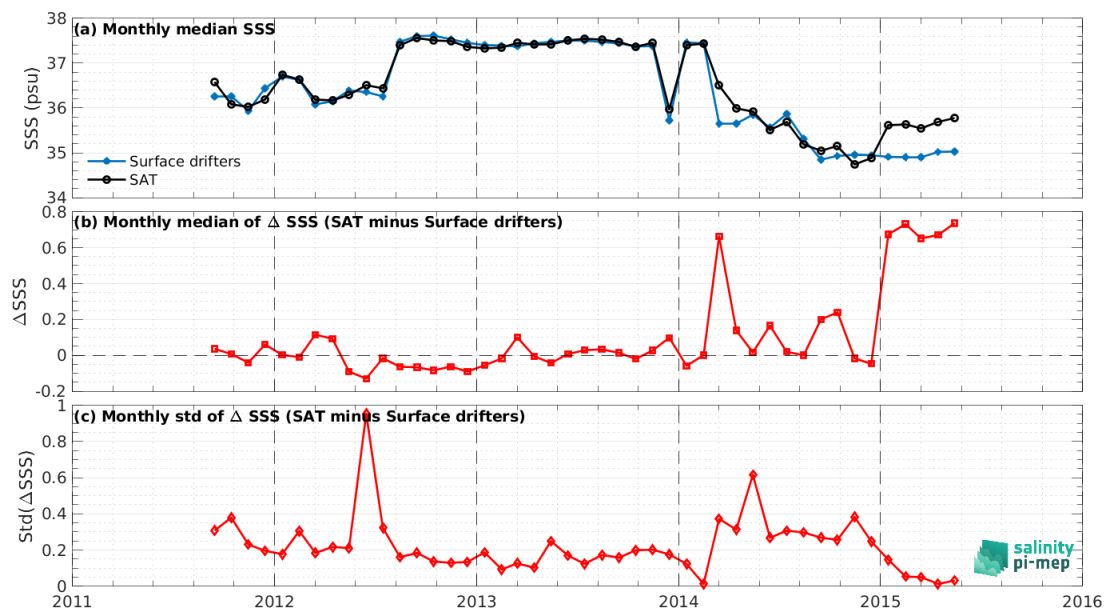 (a) Monthly median SSS
38
37
36
35
34
SSS (psu)
Surface drifters
SAT
(b) Monthly median of Δ SSS (SAT minus Surface drifters)
0.8
0.6
0.4
0.2
0
-0.2
ΔSSS
(c) Monthly std of Δ SSS (SAT minus Surface drifters)
1
0.8
0.6
0.4
0.2
0
Std(ΔSSS)
2011 2012 2013 2014 2015 2016
salinity
pi-mep